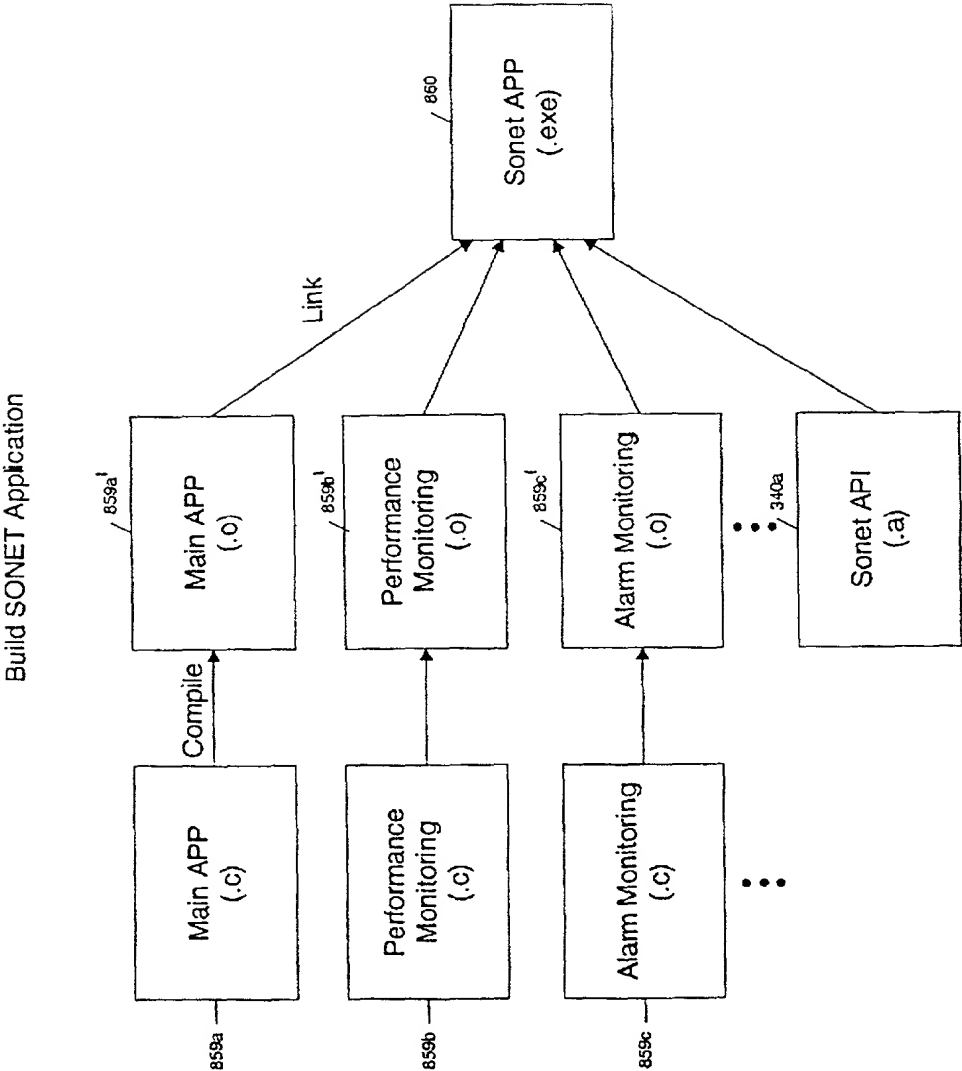 Build SONET Application
859a
Main APP
(.c)
Compile
859a'
Main APP
(.o)
Link
859b
Performance
Monitoring
(.c)
859b'
Performance
Monitoring
(.o)
860
Sonet APP
(.exe)
859c
Alarm Monitoring
(.c)
859c'
Alarm Monitoring
(.o)
340a
Sonet API
(.a)